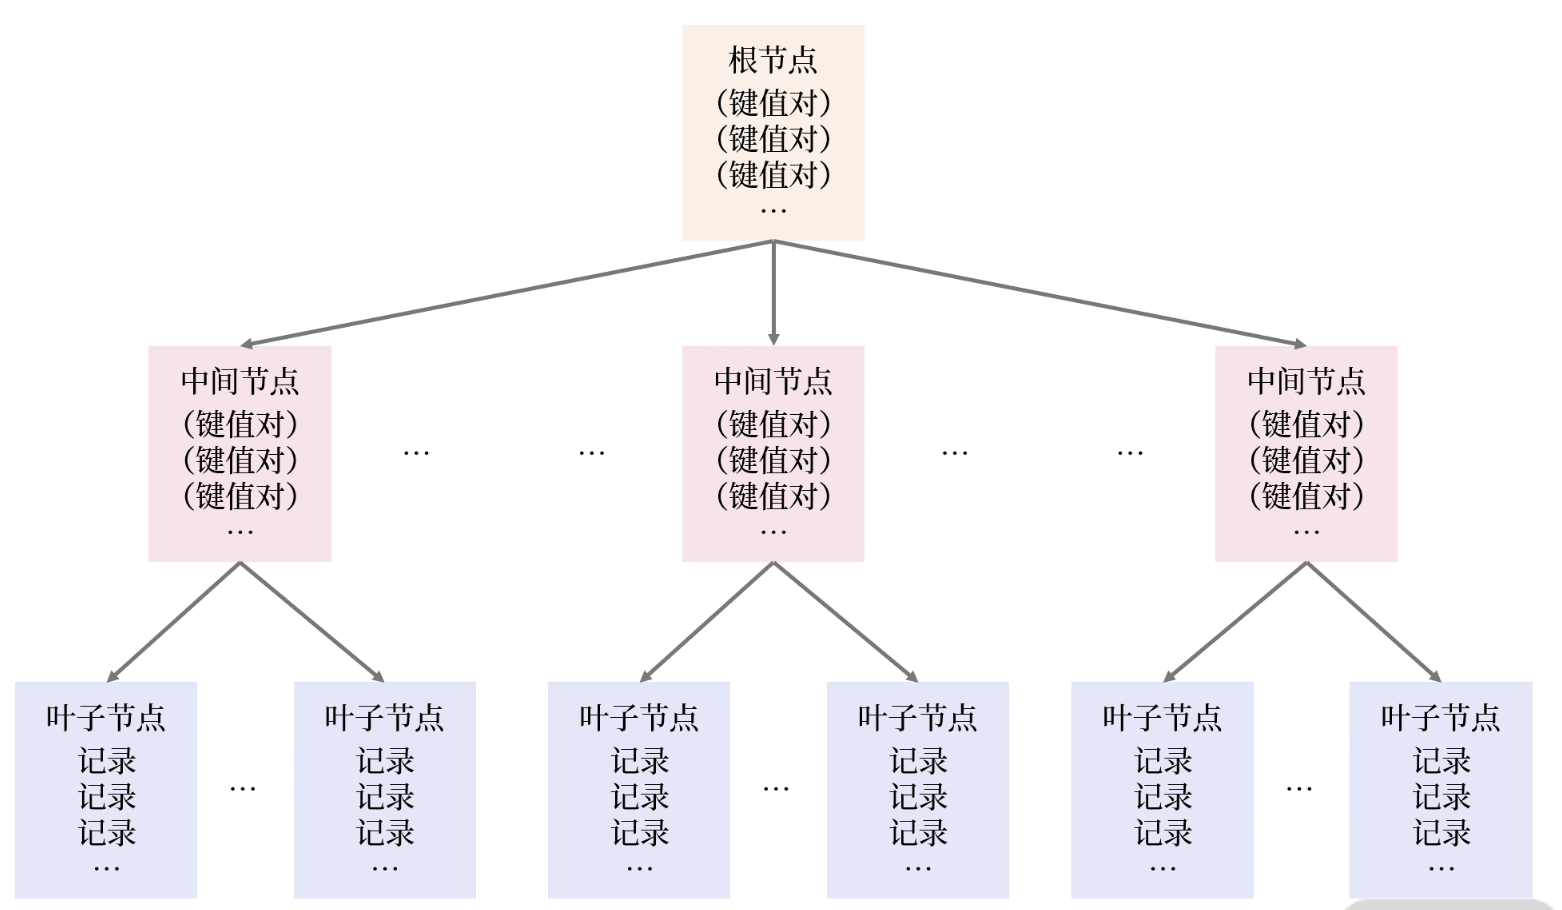 根节点
（键值对）
（键值对）
（键值对）
…
中间节点
（键值对）
（键值对）
（键值对）
…
…
…
中间节点
（键值对）
（键值对）
（键值对）
…
…
…
中间节点
（键值对）
（键值对）
（键值对）
…
叶子节点
记录
记录
记录
…
…
叶子节点
记录
记录
记录
…
叶子节点
记录
记录
记录
…
…
叶子节点
记录
记录
记录
…
叶子节点
记录
记录
记录
…
…
叶子节点
记录
记录
记录
…